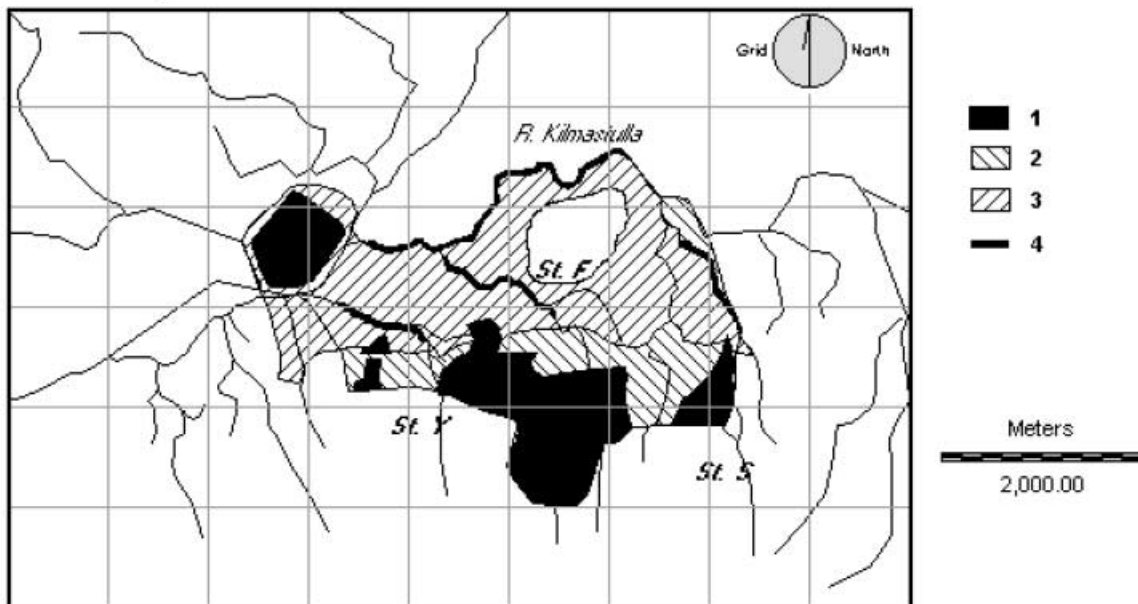 Grid North
R. Kilmasiulla
1
2
St. F
3
4
St. Y
St. S
Meters
2,000.00